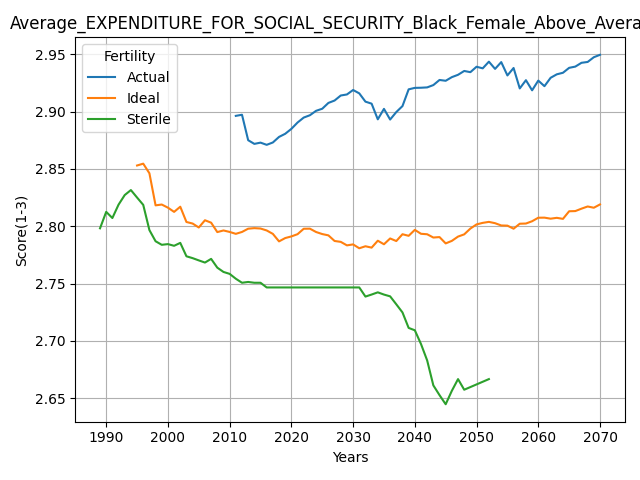 Average_EXPENDITURE_FOR_SOCIAL_SECURITY_Black_Female_Above_Avera
Fertility
Actual
Ideal
Sterile
Score(1-3)
2.95
2.90
2.85
2.80
2.75
2.70
2.65
1990 2000 2010 2020 2030 2040 2050 2060 2070
Years